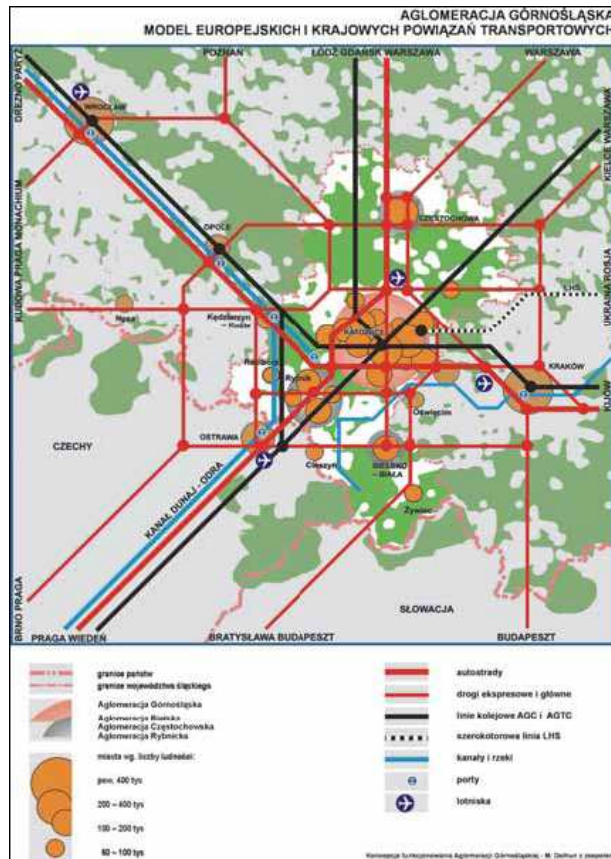 AGLOMERACJA GÓRNOŚLĄSKA
MODEL EUROPEJSKICH I KRAJOWYCH POWIĄZAŃ TRANSPORTOWYCH
POZNAŃ
ŁÓDŹ GDAŃSK WARSZAWA
WARSZAWA
DREZNO PARYŻ
WROCŁAW
KIELCE WARSZAWA
OPOLE
CZĘSTOCHOWA
KUDOWA PRAGA MONACHIUM
UKRAINA ROSJA
LHS
Nysa
Kędzierzyn
– Koźle
KATOWICE
Racibórz
Rybnik
KRAKÓW
KIJÓW
Oświęcim
OSTRAWA
CZECHY
Cieszyn
BIELSKO
– BIAŁA
KANAŁ DUNAJ - ODRA
Żywiec
SŁOWACJA
BRNO PRAGA
PRAGA WIEDEŃ
BRATYSŁAWA BUDAPESZT
BUDAPESZT
granice państw
granice województwa śląskiego
Aglomeracja Górnośląska
Aglomeracja Bielska
Aglomeracja Częstochowska
Aglomeracja Rybnicka
miasta wg. liczby ludności:
pow. 400 tys
200 – 400 tys
100 – 200 tys
50 – 100 tys
autostrady
drogi ekspresowe i główne
linie kolejowe AGC i AGTC
szerokotorowa linia LHS
kanały i rzeki
porty
lotniska
Koncepcja funkcjonowania Aglomeracji Górnośląskiej - M.